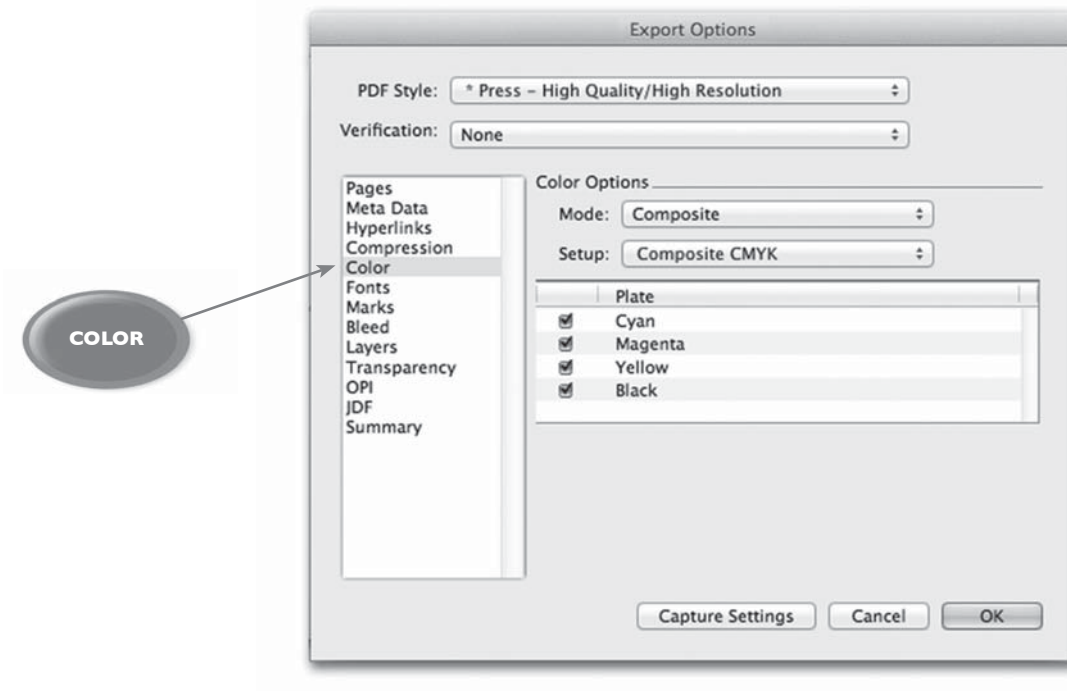 Export Options
PDF Style: * Press – High Quality/High Resolution
Verification: None
Pages
Meta Data
Hyperlinks
Compression
Color
Fonts
Marks
Bleed
Layers
Transparency
OPI
JDF
Summary
Color Options
Mode: Composite
Setup: Composite CMYK
Plate
Cyan
Magenta
Yellow
Black
COLOR
Capture Settings
Cancel
OK